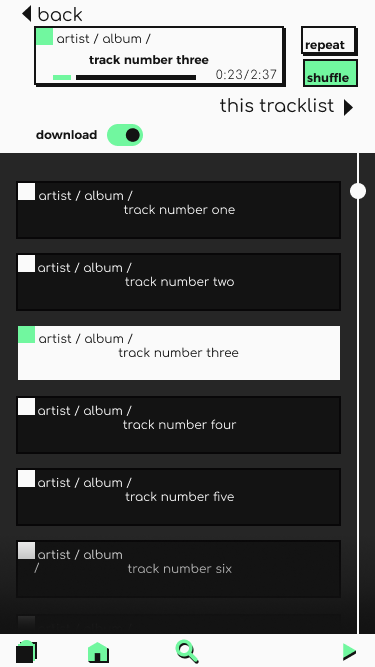 back
artist / album /
track number three
0:23/2:37
repeat
shuffle
this tracklist
download
artist / album /
track number one
artist / album /
track number two
artist / album /
track number three
artist / album /
track number four
artist / album /
track number five
artist / album
/ track number six